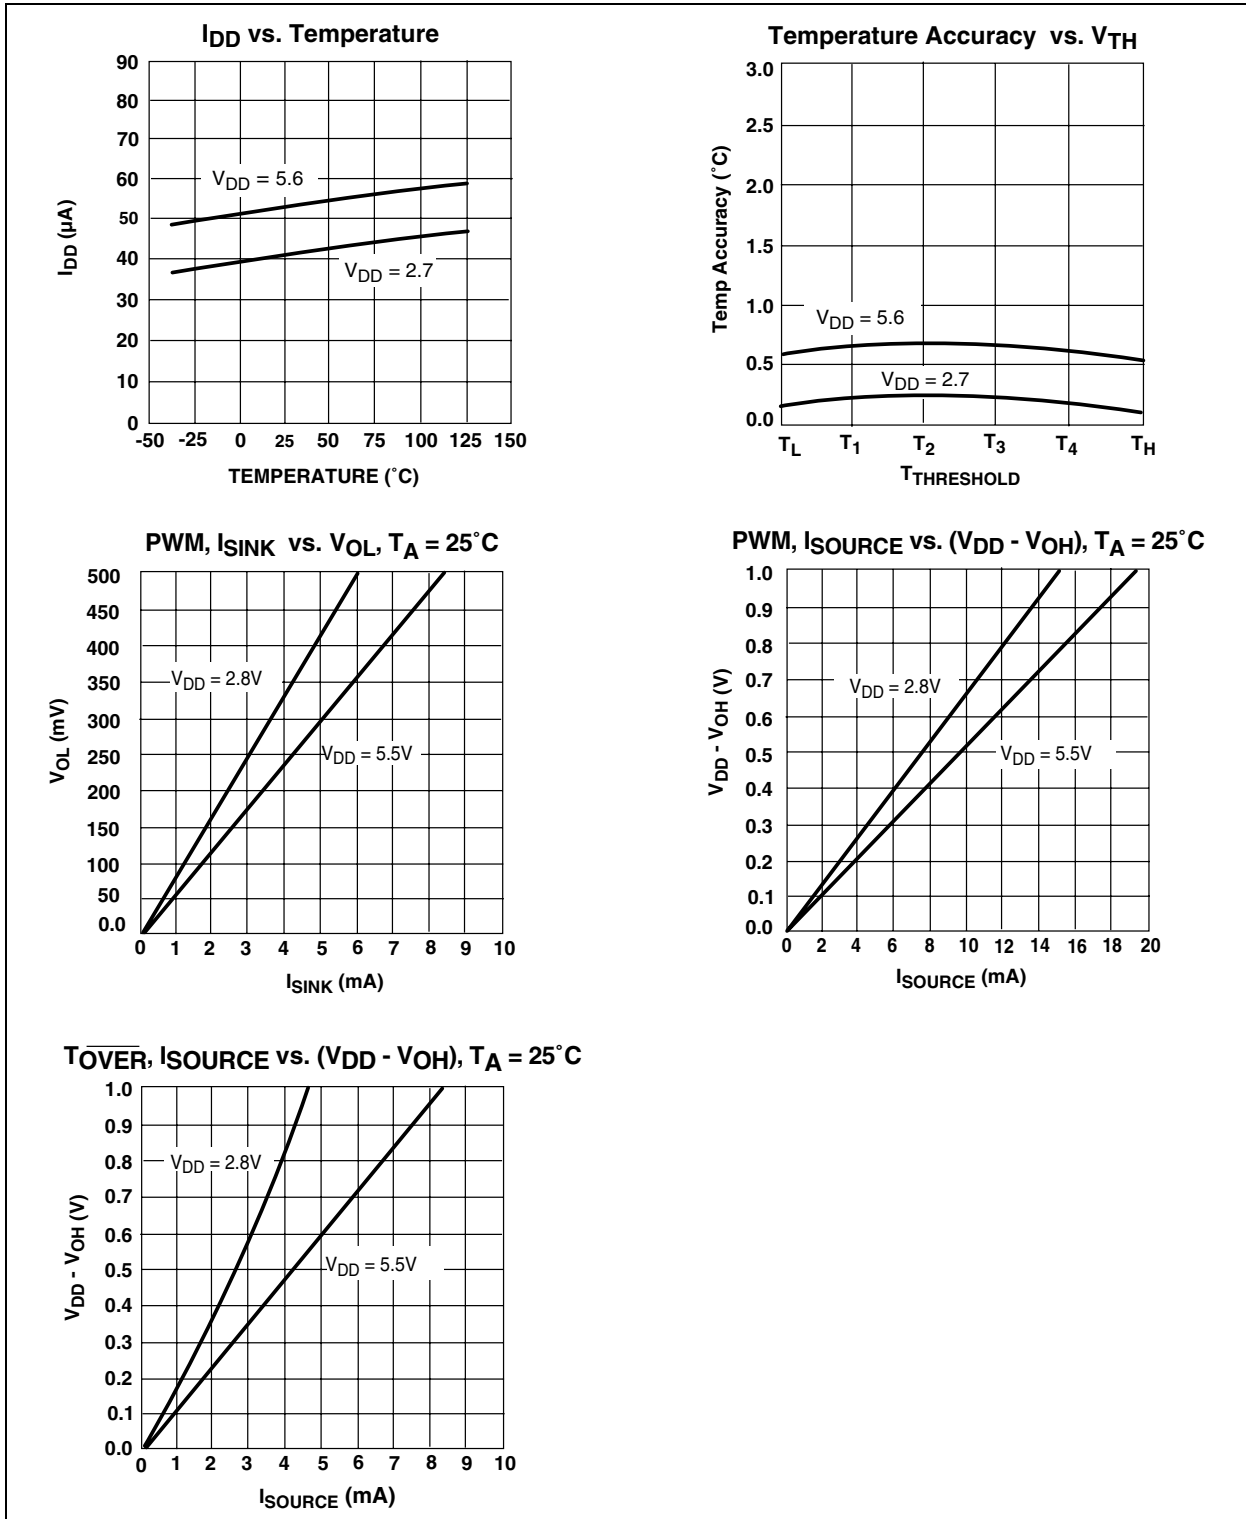 IDD vs. Temperature
90
80
70
60
50
40
30
20
10
0
IDD (µA)
VDD = 5.6
VDD = 2.7
-50 -25 0 25 50 75 100 125 150
TEMPERATURE (˚C)
Temperature Accuracy vs. VTH
3.0
2.5
2.0
1.5
1.0
0.5
0.0
Temp Accuracy (˚C)
VDD = 5.6
VDD = 2.7
TL T1 T2 T3 T4 TH
TTHRESHOLD
PWM, ISINK vs. VOL, TA = 25˚C
500
450
400
350
300
250
200
150
100
50
0.0
VOL (mV)
VDD = 2.8V
VDD = 5.5V
0 1 2 3 4 5 6 7 8 9 10
ISINK (mA)
PWM, ISOURCE vs. (VDD - VOH), TA = 25˚C
1.0
0.9
0.8
0.7
0.6
0.5
0.4
0.3
0.2
0.1
0.0
VDD - VOH (V)
VDD = 2.8V
VDD = 5.5V
0 2 4 6 8 10 12 14 16 18 20
ISOURCE (mA)
TOVER, ISOURCE vs. (VDD - VOH), TA = 25˚C
1.0
0.9
0.8
0.7
0.6
0.5
0.4
0.3
0.2
0.1
0.0
VDD - VOH (V)
VDD = 2.8V
VDD = 5.5V
0 1 2 3 4 5 6 7 8 9 10
ISOURCE (mA)